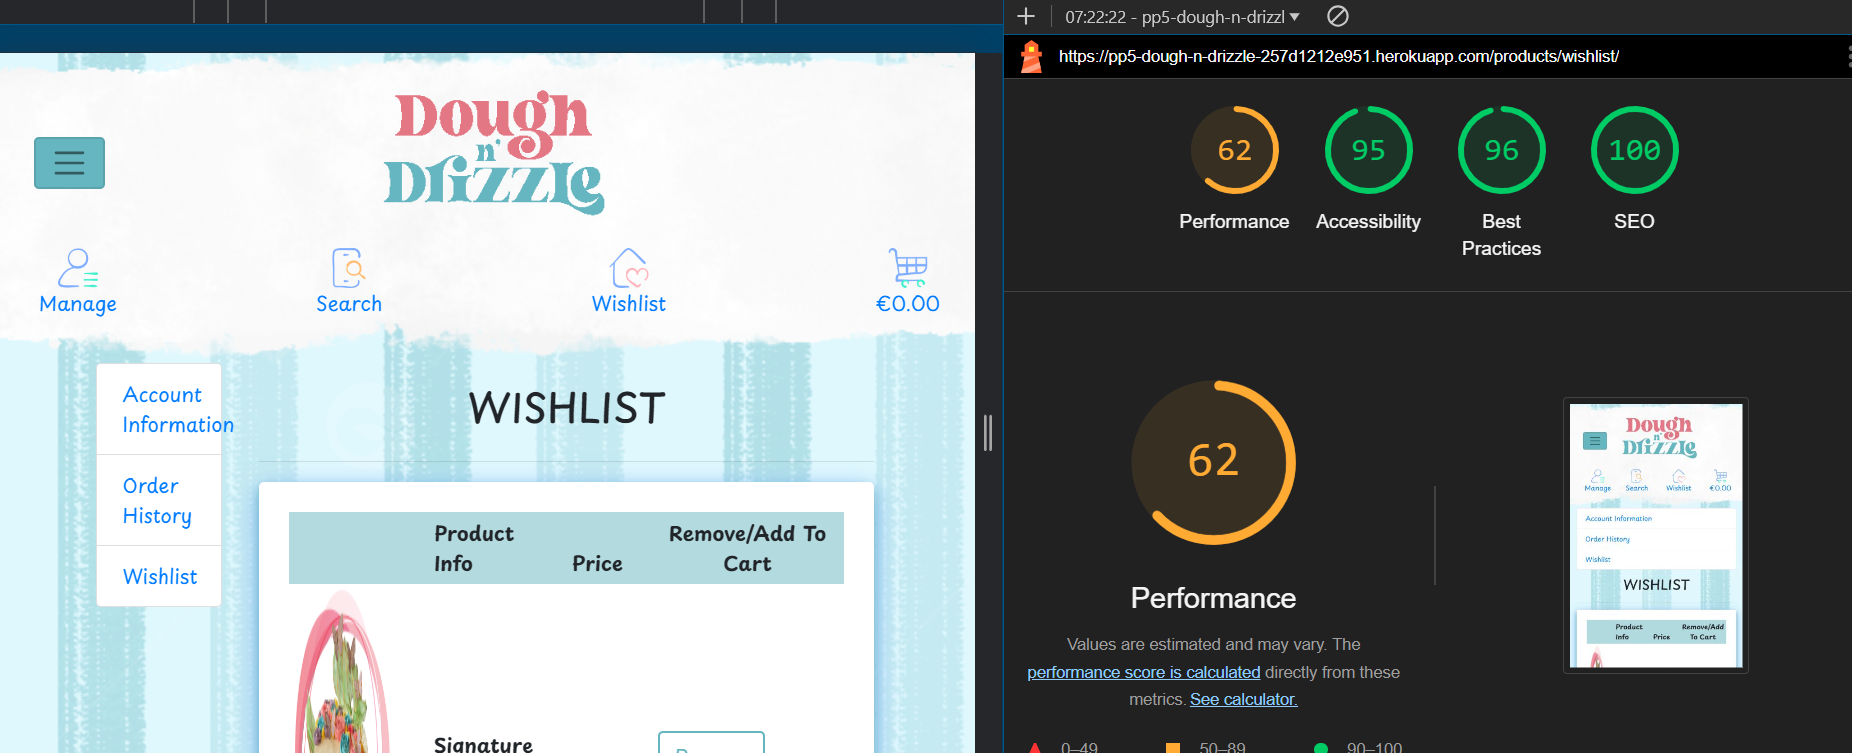 Dough
n'
Drizzle
Manage
Search
Wishlist
€0.00
Account
Information
Order
History
Wishlist
WISHLIST
Product
Info
Price
Remove/Add To
Cart
Signature
07:22:22 - pp5-dough-n-drizzl
https://pp5-dough-n-drizzle-257d1212e951.herokuapp.com/products/wishlist/
62
95
96
100
Performance
Accessibility
Best
Practices
SEO
62
Performance
Values are estimated and may vary. The
performance score is calculated directly from these
metrics. See calculator.
0–49
50–89
90–100
Dough
n'
Drizzle
Manage
Search
Wishlist
€0.00
Account Information
Order History
Wishlist
WISHLIST
Product
Info
Price
Remove/Add
To Cart